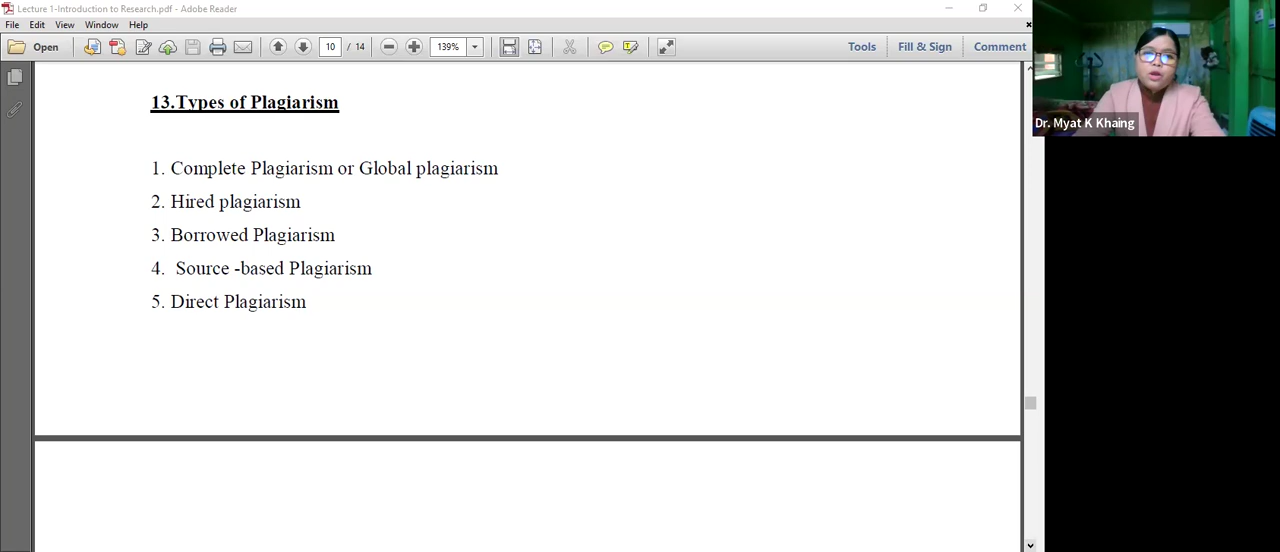 Lecture 1-Introduction to Research.pdf - Adobe Reader
File Edit View Window Help
Open 10 / 14 139% Tools Fill & Sign Comment
13.Types of Plagiarism
1. Complete Plagiarism or Global plagiarism
2. Hired plagiarism
3. Borrowed Plagiarism
4. Source -based Plagiarism
5. Direct Plagiarism
Dr. Myat K Khaing